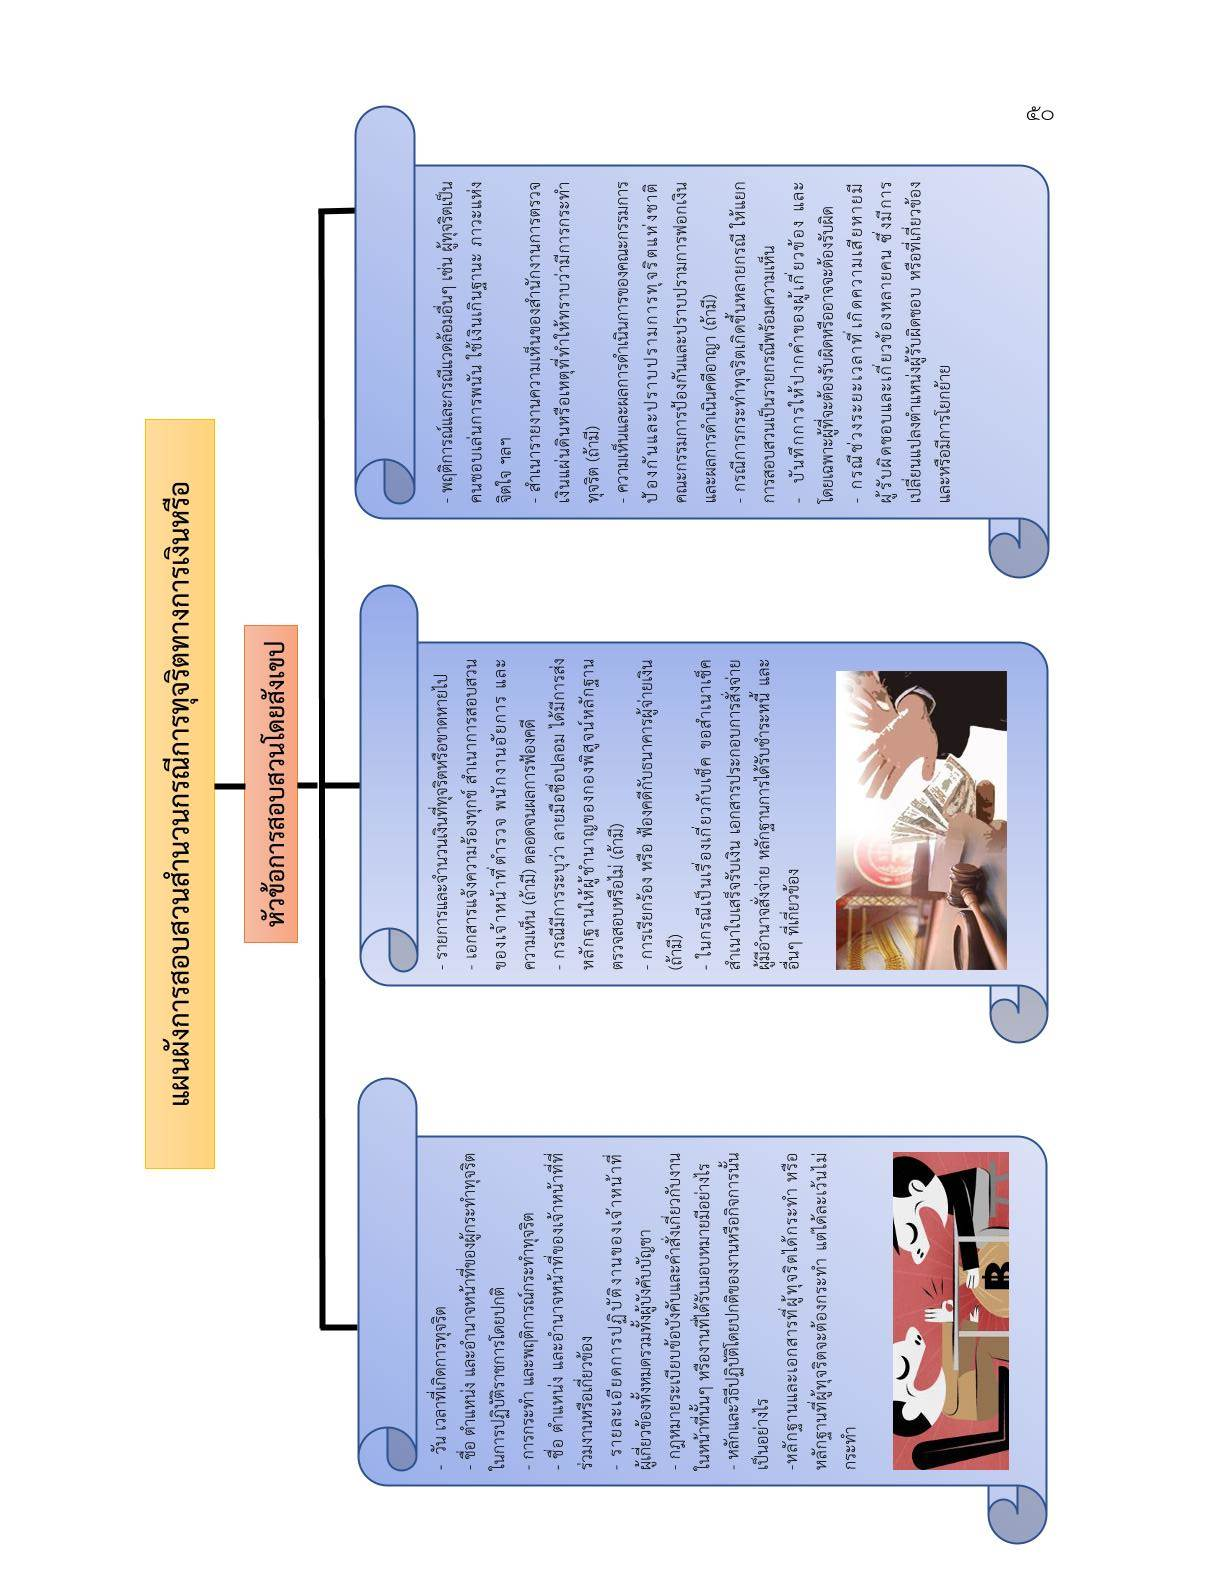 ๕๐
แผนผังการสอบสวนสำนวนกรณีการทุจริตทางการเงินหรือ
หัวข้อการสอบสวนโดยสังเขป
- วัน เวลาที่เกิดการทุจริต
- ชื่อ ตำแหน่ง และอำนาจหน้าที่ของผู้กระทำทุจริต
ในการปฏิบัติราชการโดยปกติ
- การกระทำ และพฤติการณ์กระทำทุจริต
- ชื่อ ตำแหน่ง และอำนาจหน้าที่ของเจ้าหน้าที่ที่
ร่วมงานหรือเกี่ยวข้อง
- รายละเอียดการปฏิบัติงานของเจ้าหน้าที่
ผู้เกี่ยวข้องทั้งหมดรวมทั้งผู้บังคับบัญชา
- กฎหมายระเบียบข้อบังคับและคำสั่งเกี่ยวกับงาน
ในหน้าที่นั้นๆ หรืองานที่ได้รับมอบหมายมีอย่างไร
- หลักและวิธีปฏิบัติโดยปกติของงานหรือกิจการนั้น
เป็นอย่างไร
-หลักฐานและเอกสารที่ผู้ทุจริตได้กระทำ หรือ
หลักฐานที่ผู้ทุจริตจะต้องกระทำ แต่ได้ละเว้นไม่
กระทำ
฿
- รายการและจำนวนเงินที่ทุจริตหรือขาดหายไป
- เอกสารแจ้งความร้องทุกข์ สำเนาการสอบสวน
ของเจ้าหน้าที่ตำรวจ พนักงานอัยการ และ
ความเห็น (ถ้ามี) ตลอดจนผลการฟ้องคดี
- กรณีมีการระบุว่า ลายมือชื่อปลอม ได้มีการส่ง
หลักฐานให้ผู้ชำนาญของกองพิสูจน์หลักฐาน
ตรวจสอบหรือไม่ (ถ้ามี)
- การเรียกร้อง หรือ ฟ้องคดีกับธนาคารผู้จ่ายเงิน
(ถ้ามี)
- ในกรณีเป็นเรื่องเกี่ยวกับเช็ค ขอสำเนาเช็ค
สำเนาใบเสร็จรับเงิน เอกสารประกอบการสั่งจ่าย
ผู้มีอำนาจสั่งจ่าย หลักฐานการได้รับชำระหนี้ และ
อื่นๆ ที่เกี่ยวข้อง
- พฤติการณ์และกรณีแวดล้อมอื่นๆ เช่น ผู้ทุจริตเป็น
คนชอบเล่นการพนัน ใช้เงินเกินฐานะ ภาวะแห่ง
จิตใจ ฯลฯ
- สำเนารายงานความเห็นของสำนักงานการตรวจ
เงินแผ่นดินหรือเหตุที่ทำให้ทราบว่ามีการกระทำ
ทุจริต (ถ้ามี)
- ความเห็นและผลการดำเนินการของคณะกรรมการ
ป้องกันและปราบปรามการทุจริตแห่งชาติ
คณะกรรมการป้องกันและปราบปรามการฟอกเงิน
และผลการดำเนินคดีอาญา (ถ้ามี)
- กรณีการกระทำทุจริตเกิดขึ้นหลายกรณี ให้แยก
การสอบสวนเป็นรายกรณีพร้อมความเห็น
- บันทึกการให้ปากคำของผู้เกี่ยวข้อง และ
โดยเฉพาะผู้ที่จะต้องรับผิดหรืออาจจะต้องรับผิด
- กรณีช่วงระยะเวลาที่เกิดความเสียหายมี
ผู้รับผิดชอบและเกี่ยวข้องหลายคน ซึ่งมีการ
เปลี่ยนแปลงตำแหน่งผู้รับผิดชอบ หรือที่เกี่ยวข้อง
และหรือมีการโยกย้าย